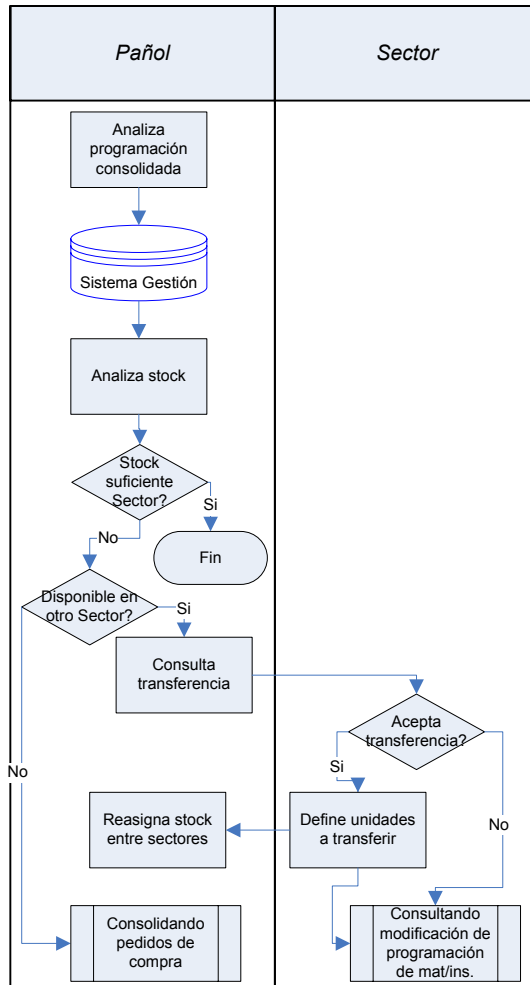 Pañol
Sector
Analiza
programación
consolidada
Sistema Gestión
Analiza stock
Stock
suficiente
Sector?
Si
No
Fin
Disponible en
otro Sector?
Si
Consulta
transferencia
Acepta
transferencia?
Si
No
No
Reasigna stock
entre sectores
Define unidades
a transferir
Consolidando
pedidos de
compra
Consultando
modificación de
programación
de mat/ins.